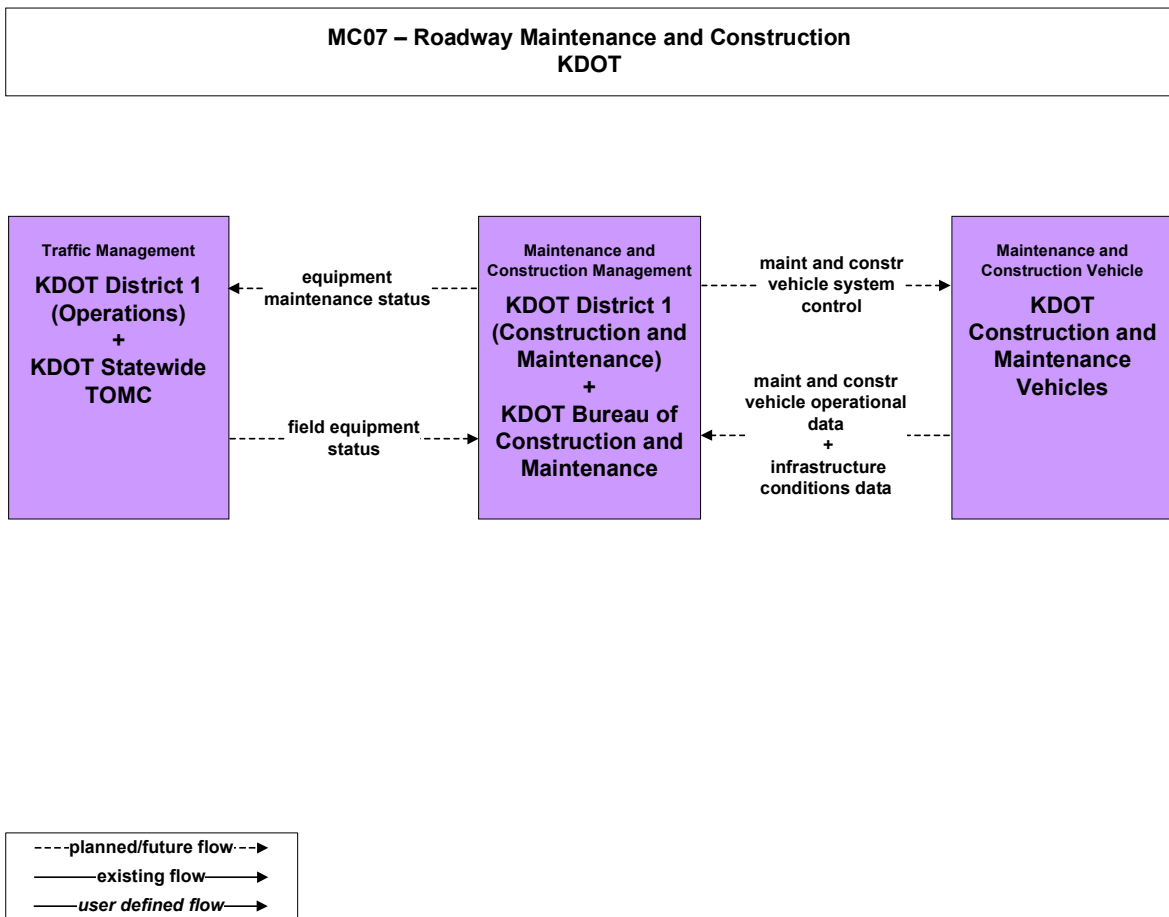 MC07 – Roadway Maintenance and Construction
KDOT
Traffic Management
KDOT District 1
(Operations)
+
KDOT Statewide
TOMC
equipment
maintenance status
field equipment
status
Maintenance and
Construction Management
KDOT District 1
(Construction and
Maintenance)
+
KDOT Bureau of
Construction and
Maintenance
maint and constr
vehicle system
control
maint and constr
vehicle operational
data
+
infrastructure
conditions data
Maintenance and
Construction Vehicle
KDOT
Construction and
Maintenance
Vehicles
planned/future flow
existing flow
user defined flow